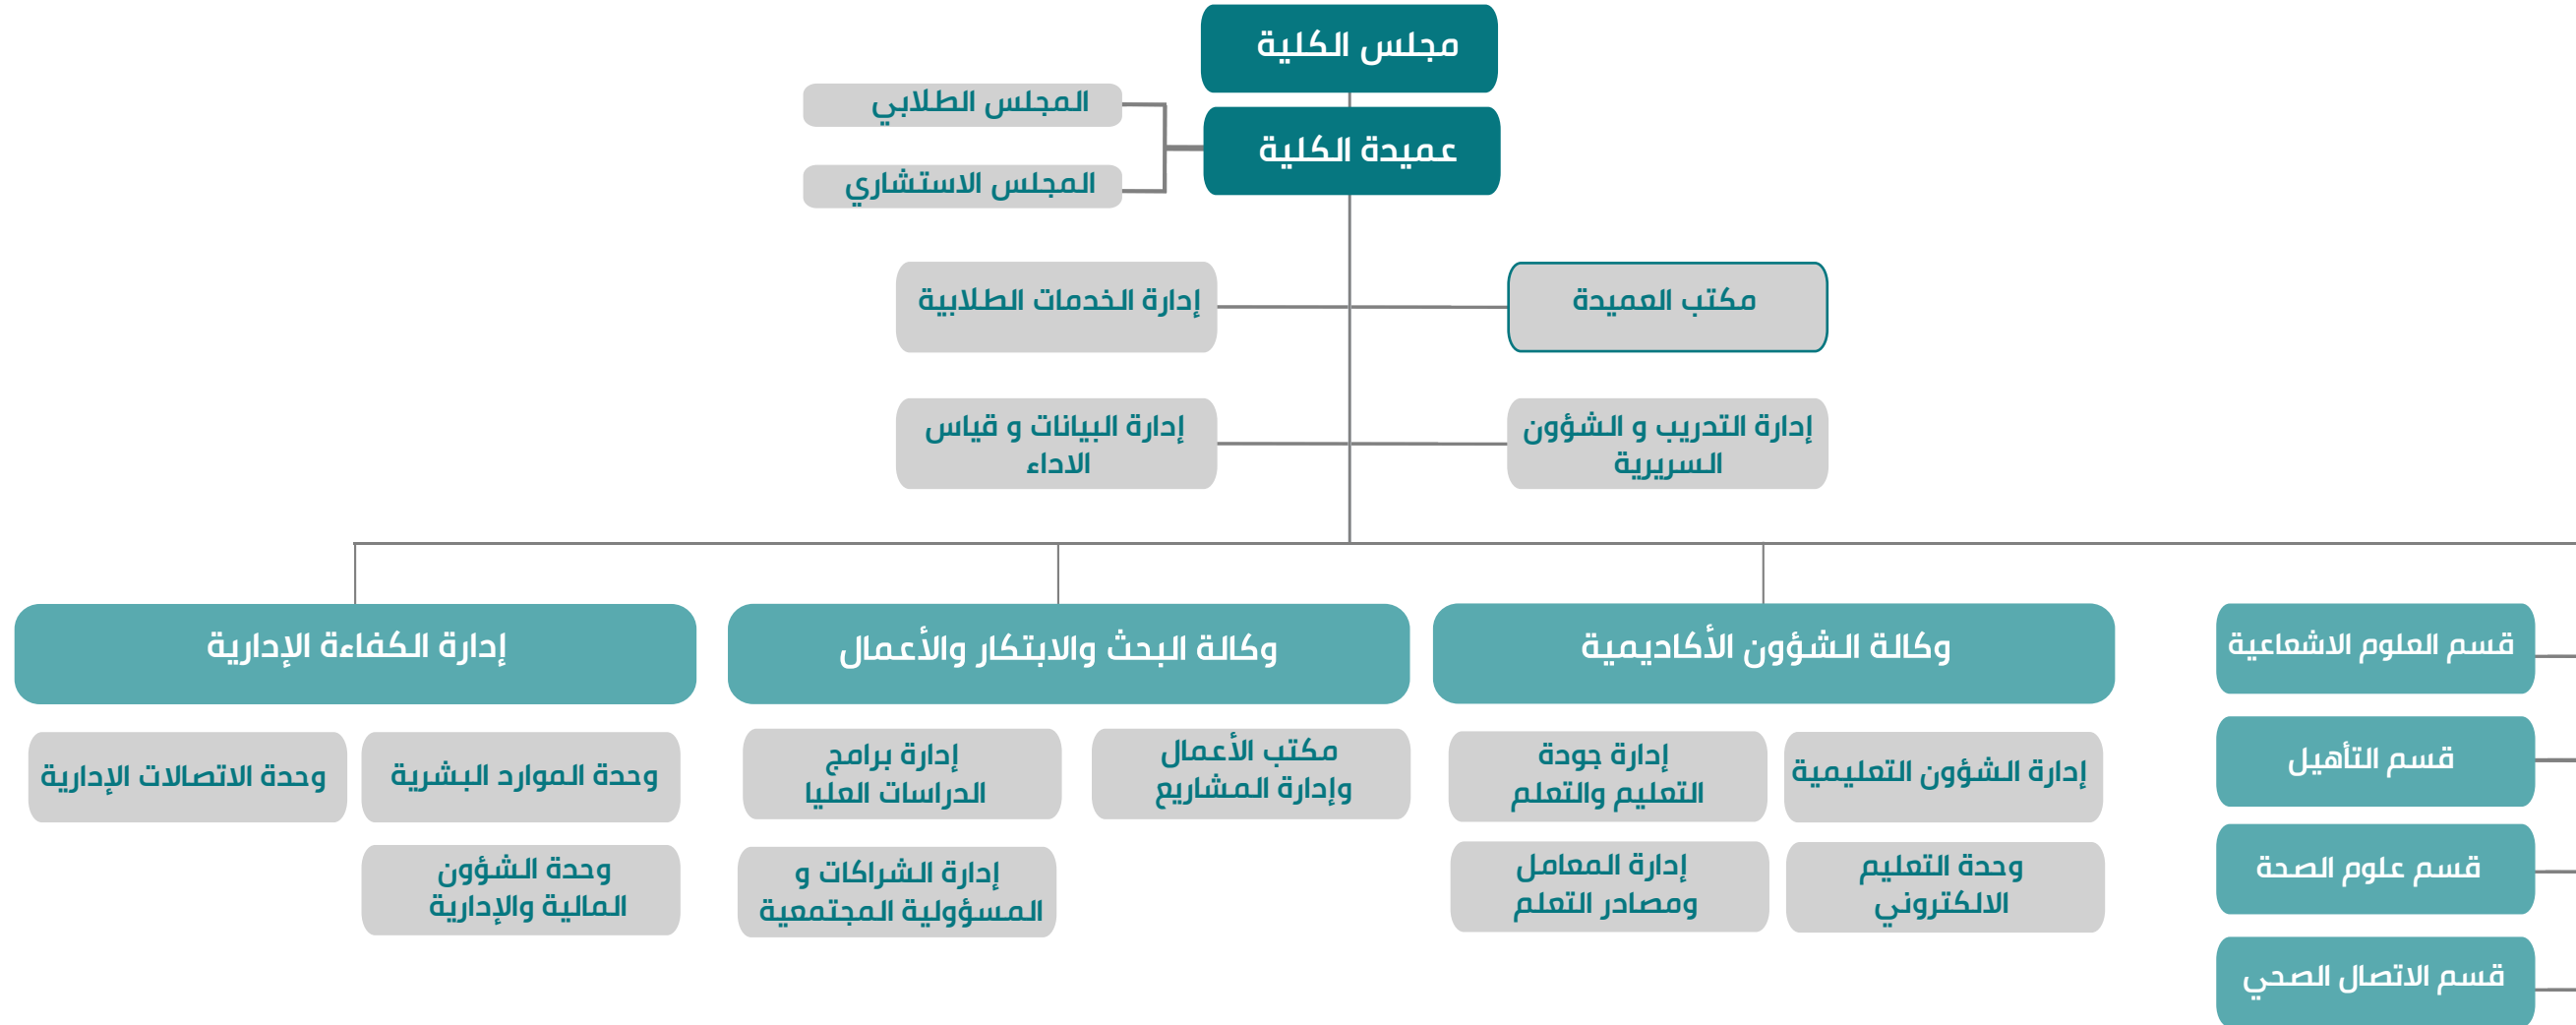 مجلس الكلية
عميدة الكلية
المجلس الطلابي
المجلس الاستشاري
مكتب العميدة
إدارة الخدمات الطلابية
إدارة التدريب و الشؤون
السريرية
إدارة البيانات و قياس
الاداء
قسم العلوم الاشعاعية
قسم التأهيل
قسم علوم الصحة
قسم الاتصال الصحي
وكالة الشؤون الأكاديمية
إدارة الشؤون التعليمية
إدارة جودة
التعليم والتعلم
وحدة التعليم
الالكتروني
إدارة المعامل
ومصادر التعلم
وكالة البحث والابتكار والأعمال
مكتب الأعمال
وإدارة المشاريع
إدارة برامج
الدراسات العليا
إدارة الشراكات و
المسؤولية المجتمعية
إدارة الكفاءة الإدارية
وحدة الموارد البشرية
وحدة الاتصالات الإدارية
وحدة الشؤون
المالية والإدارية